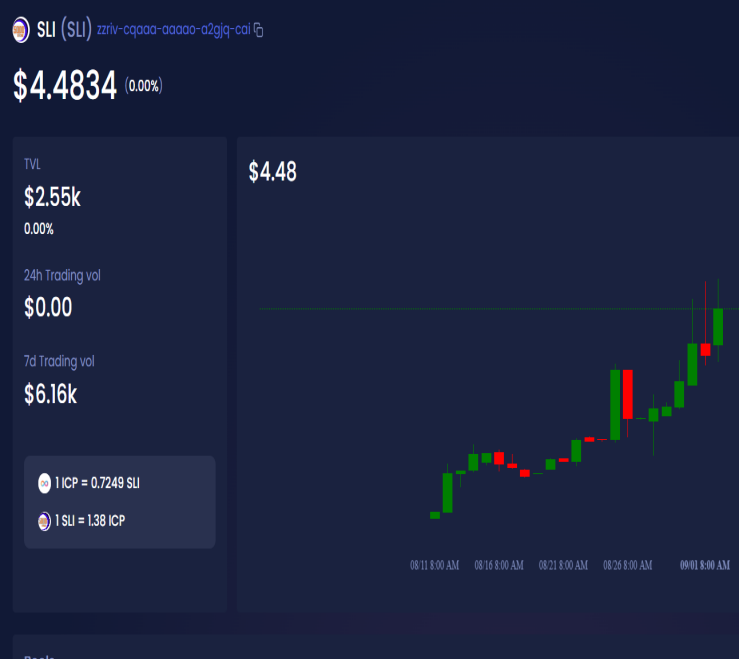 SLI (SLI) zzriv-cqaaa-aaaao-a2gjq-cai
$4.4834 (0.00%)
TVL
$2.55k
0.00%
24h Trading vol
$0.00
7d Trading vol
$6.16k
1 ICP = 0.7249 SLI
1 SLI = 1.38 ICP
$4.48
08/11 8:00 AM 08/16 8:00 AM 08/21 8:00 AM 08/26 8:00 AM 09/01 8:00 AM